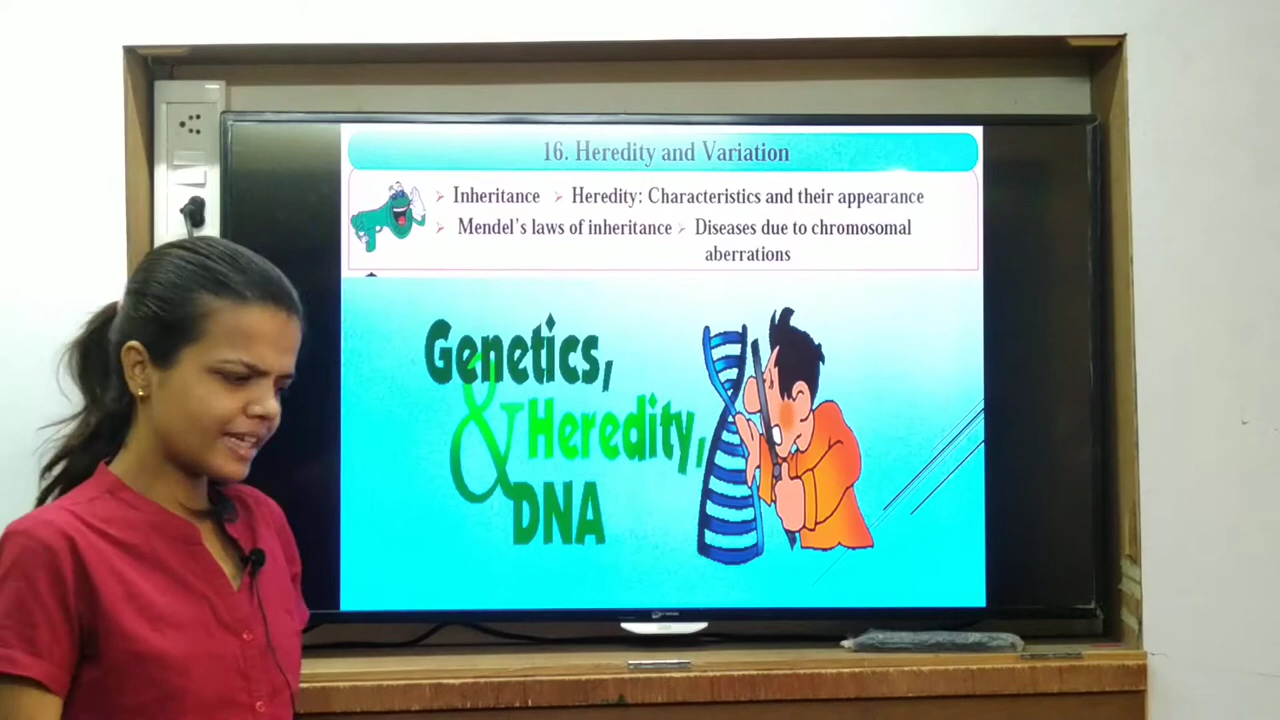 16. Heredity and Variation
➢ Inheritance ➢ Heredity: Characteristics and their appearance
➢ Mendel's laws of inheritance ➢ Diseases due to chromosomal
aberrations
Genetics,
& Heredity,
DNA